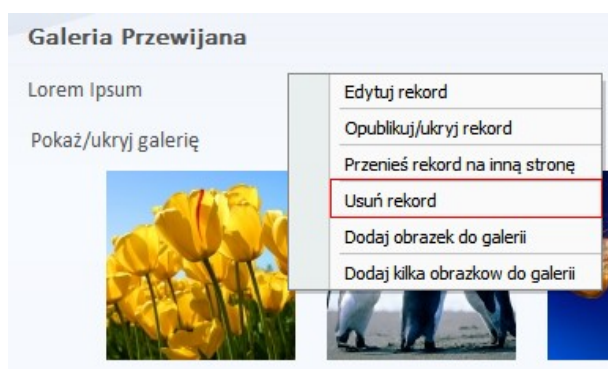 Galeria Przewijana
Lorem Ipsum
Pokaż/ukryj galerię
Edytuj rekord
Opublikuj/ukryj rekord
Przenieś rekord na inną stronę
Usuń rekord
Dodaj obrazek do galerii
Dodaj kilka obrazkow do galerii